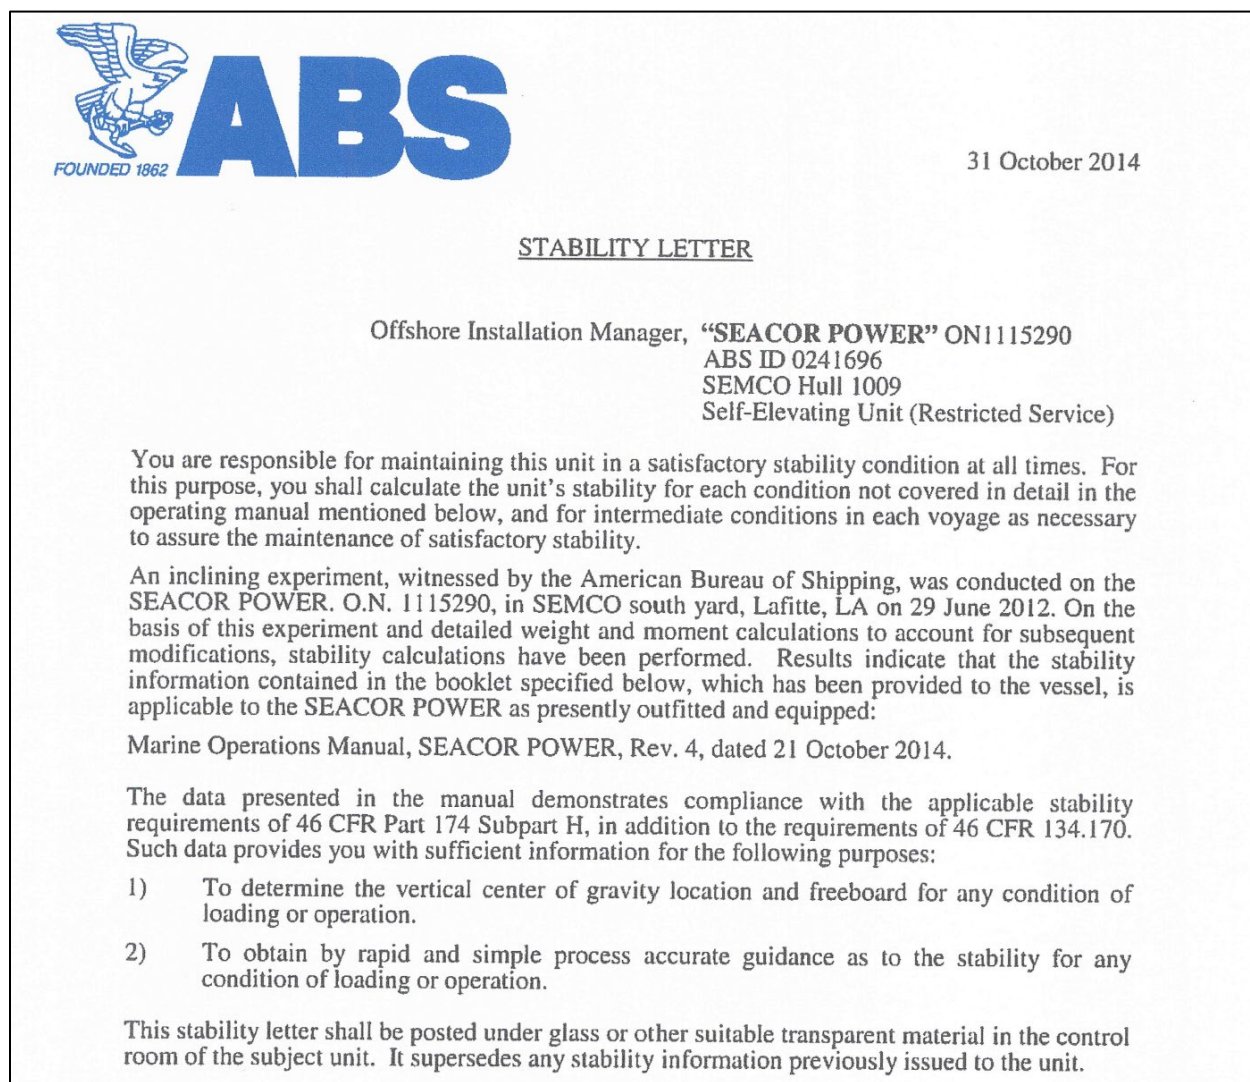 ABS
FOUNDED 1862
31 October 2014
STABILITY LETTER
Offshore Installation Manager, “SEACOR POWER” ON1115290
ABS ID 0241696
SEMCO Hull 1009
Self-Elevating Unit (Restricted Service)
You are responsible for maintaining this unit in a satisfactory stability condition at all times. For
this purpose, you shall calculate the unit's stability for each condition not covered in detail in the
operating manual mentioned below, and for intermediate conditions in each voyage as necessary
to assure the maintenance of satisfactory stability.
An inclining experiment, witnessed by the American Bureau of Shipping, was conducted on the
SEACOR POWER. O.N. 1115290, in SEMCO south yard, Lafitte, LA on 29 June 2012. On the
basis of this experiment and detailed weight and moment calculations to account for subsequent
modifications, stability calculations have been performed. Results indicate that the stability
information contained in the booklet specified below, which has been provided to the vessel, is
applicable to the SEACOR POWER as presently outfitted and equipped:
Marine Operations Manual, SEACOR POWER, Rev. 4, dated 21 October 2014.
The data presented in the manual demonstrates compliance with the applicable stability
requirements of 46 CFR Part 174 Subpart H, in addition to the requirements of 46 CFR 134.170.
Such data provides you with sufficient information for the following purposes:
1) To determine the vertical center of gravity location and freeboard for any condition of
loading or operation.
2) To obtain by rapid and simple process accurate guidance as to the stability for any
condition of loading or operation.
This stability letter shall be posted under glass or other suitable transparent material in the control
room of the subject unit. It supersedes any stability information previously issued to the unit.